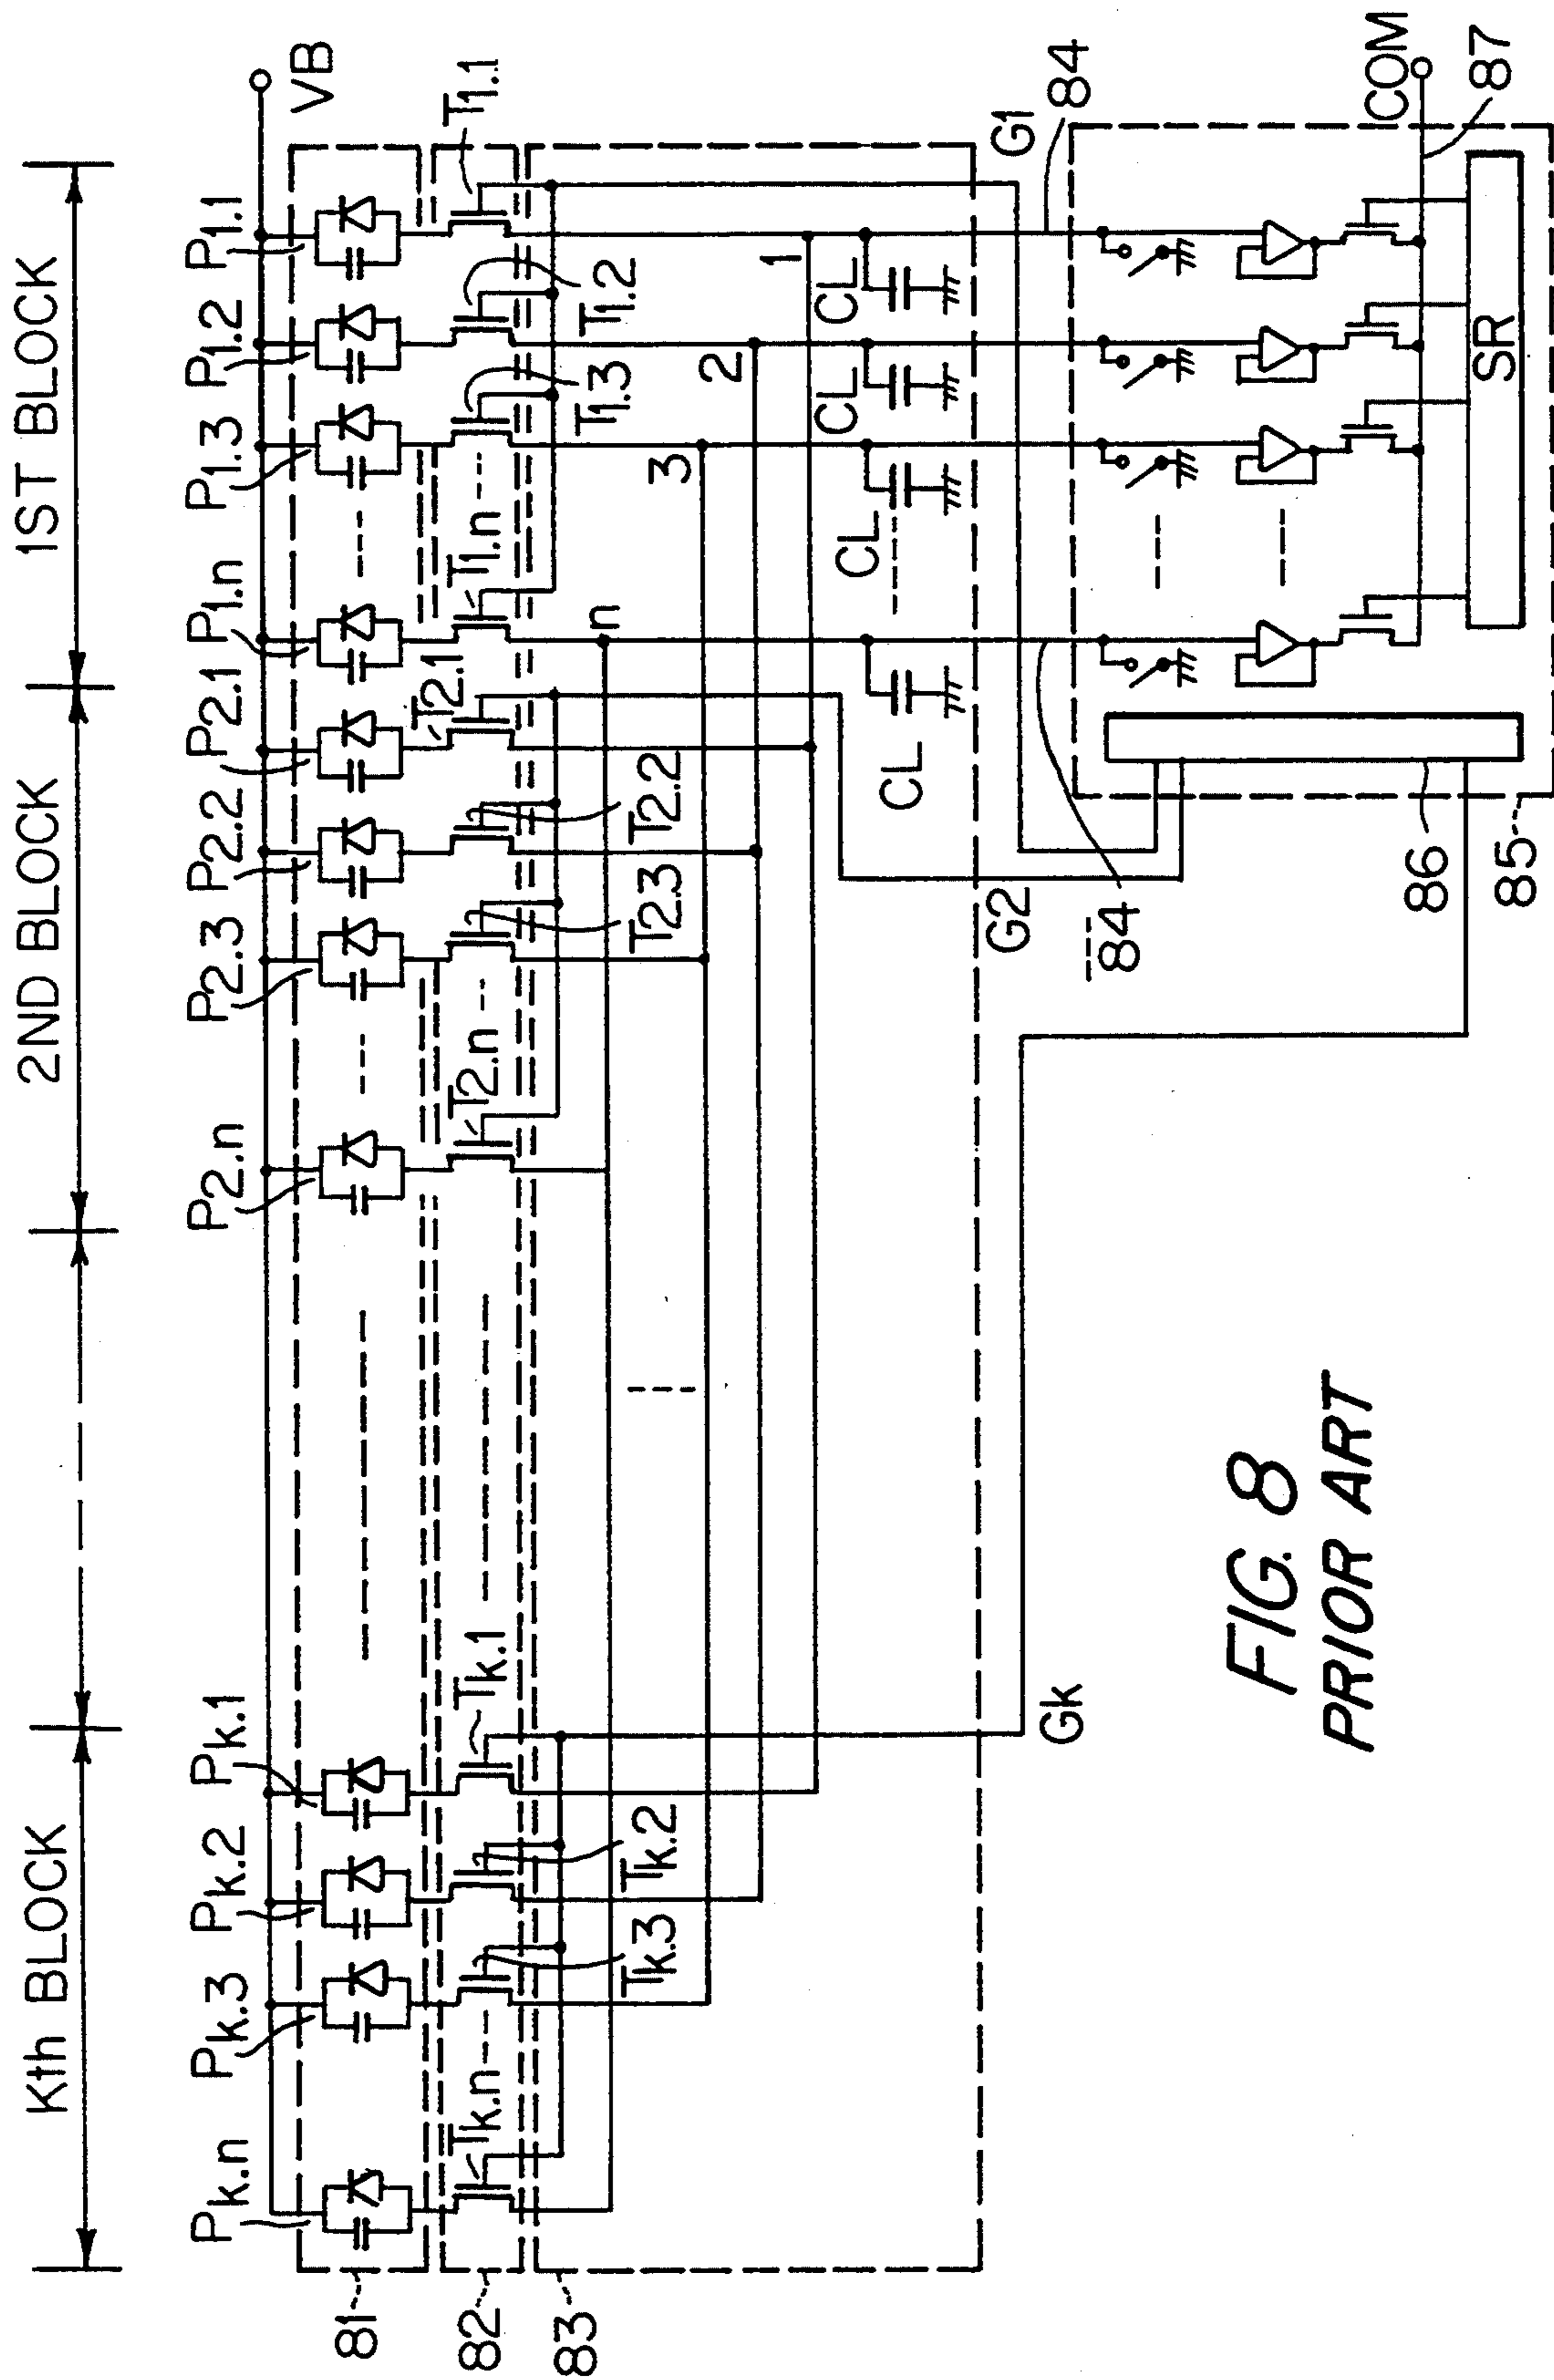 Kth BLOCK
2ND BLOCK
1ST BLOCK
Pk.n
Pk.3
Pk.2
Pk.1
P2.n
P2.3
P2.2
P2.1
P1.n
P1.3
P1.2
P1.1
VB
81
82
83
Tk.n
Tk.3
Tk.2
Tk.1
T2.n
T2.3
T2.2
T2.1
T1.n
T1.3
T1.2
T1.1
n
3
2
1
CL
CL
CL
CL
Gk
G2
G1
84
84
COM
87
SR
86
85
FIG. 8
PRIOR ART